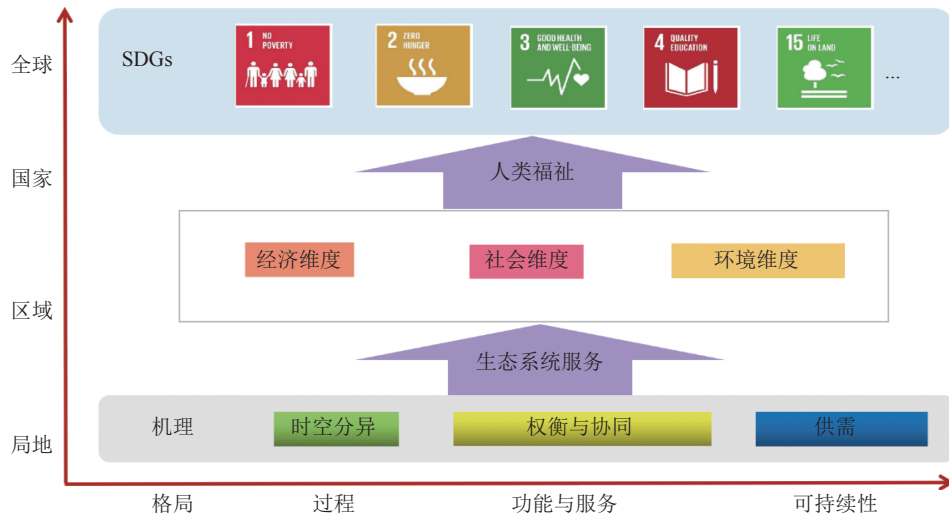 全球
SDGs
1 NO
POVERTY
2 ZERO
HUNGER
3 GOOD HEALTH
AND WELL-BEING
4 QUALITY
EDUCATION
15 LIFE
ON LAND
...
国家
人类福祉
经济维度
社会维度
环境维度
区域
生态系统服务
局地
机理
时空分异
权衡与协同
供需
格局
过程
功能与服务
可持续性